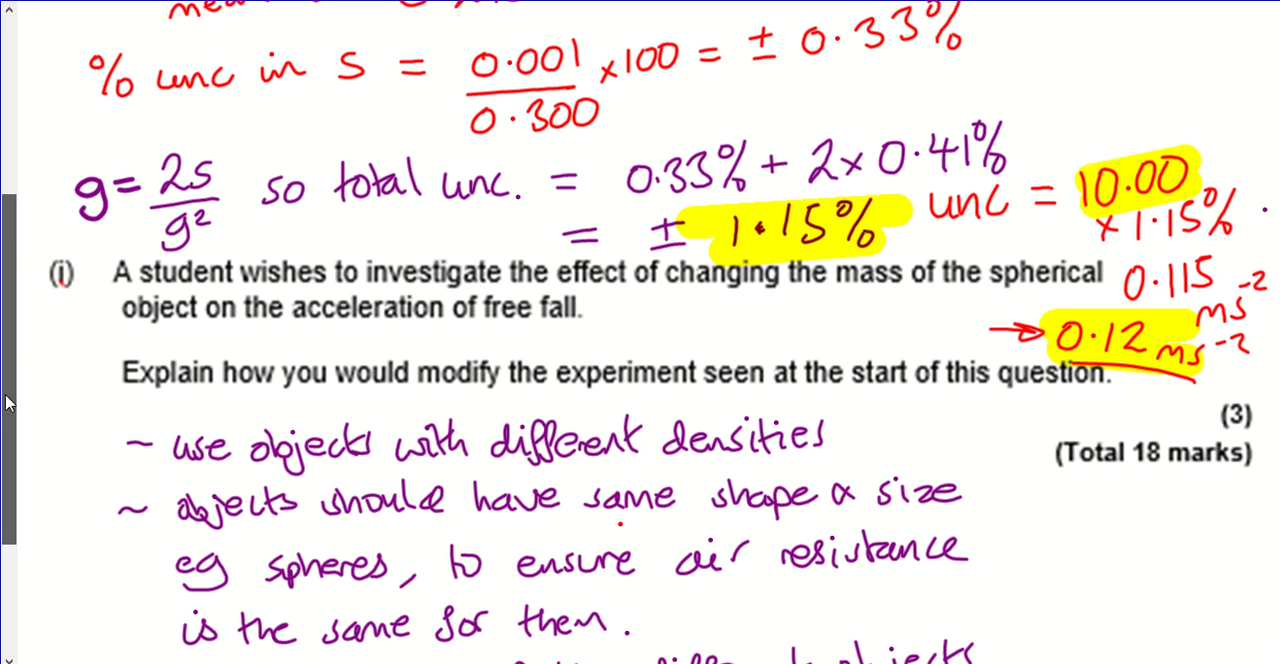 % unc in s = 0.001/0.300 ×100 = ± 0.33%
g = 2s/g² so total unc. = 0.33% + 2×0.41%
= ± 1.15%
unc = 10.00
× 1.15%
0.115 ms⁻²
→ 0.12 ms⁻²
(i) A student wishes to investigate the effect of changing the mass of the spherical
object on the acceleration of free fall.
Explain how you would modify the experiment seen at the start of this question.
(3)
(Total 18 marks)
~ use objects with different densities
~ objects should have same shape & size
eg spheres, to ensure air resistance
is the same for them.
objects